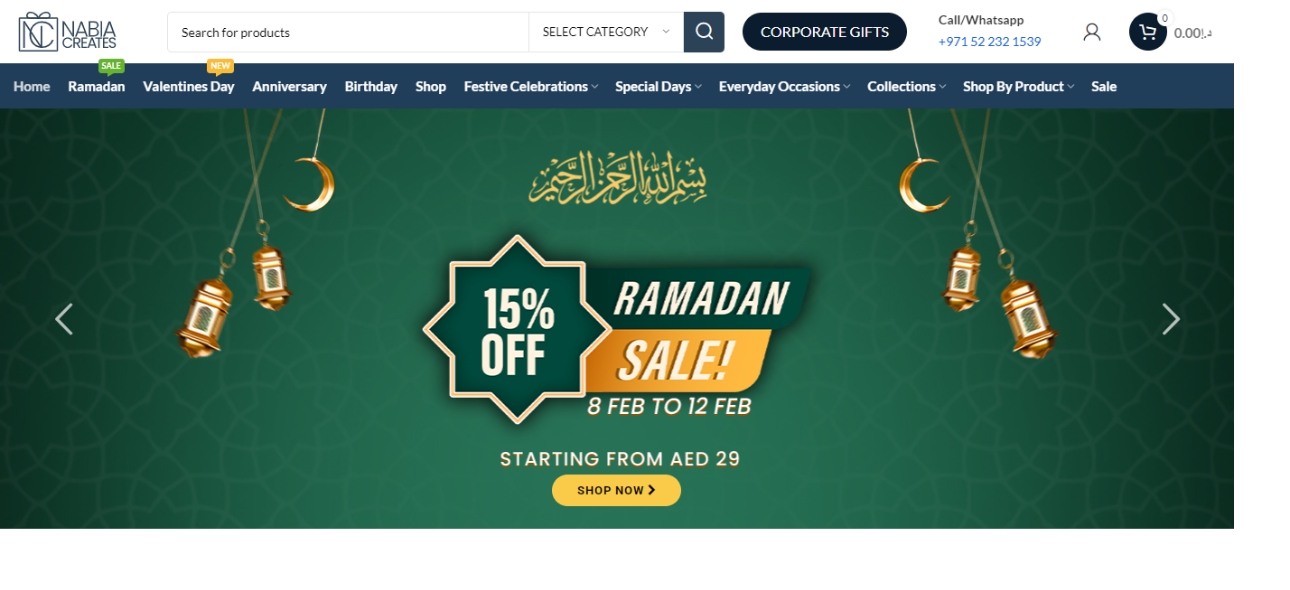 NABIA
CREATES
Search for products
SELECT CATEGORY
CORPORATE GIFTS
Call/Whatsapp
+971 52 232 1539
0
0.00د.إ
SALE
NEW
Home Ramadan Valentines Day Anniversary Birthday Shop Festive Celebrations Special Days Everyday Occasions Collections Shop By Product Sale
بسم الله الرحمن الرحيم
15%
OFF
RAMADAN
SALE!
8 FEB TO 12 FEB
STARTING FROM AED 29
SHOP NOW